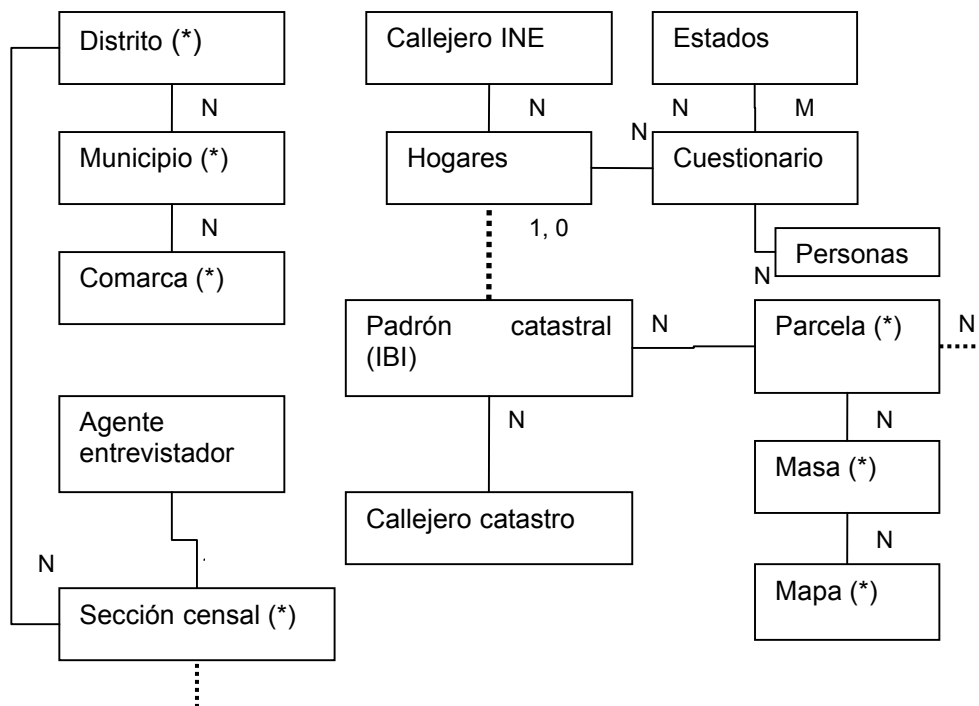 Distrito (*)
Callejero INE
Estados
N
N
N
M
N
Municipio (*)
Hogares
Cuestionario
N
1, 0
Comarca (*)
Personas
N
Padrón catastral
(IBI)
N
Parcela (*)
N
Agente
entrevistador
N
N
Masa (*)
Callejero catastro
N
N
Sección censal (*)
Mapa (*)